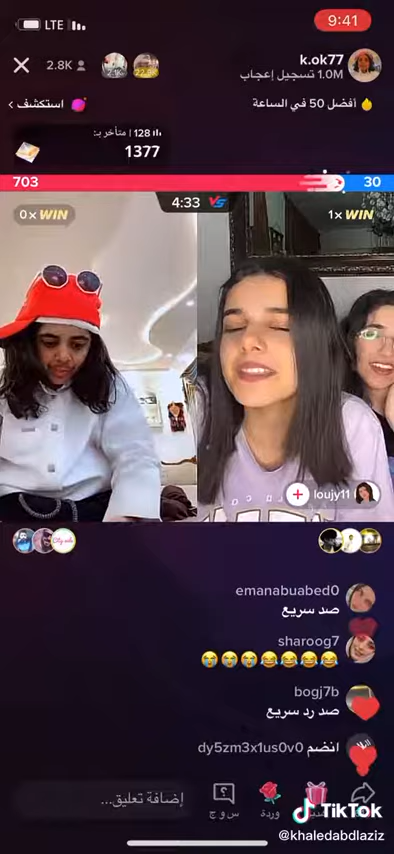 LTE
9:41
2.8K
k.ok77
1.0M تسجيل إعجاب
استكشف
أفضل 50 في الساعة
128 | متأخر بـ:
1377
703
30
4:33
VS
0× WIN
1× WIN
loujy11
emanabuabed0
صد سريع
sharoog7
😭😭😭😂😂😂😂
bogj7b
صد رد سريع
dy5zm3x1us0v0 انضم
إضافة تعليق...
س و ج
وردة
TikTok
@khaledabdlaziz